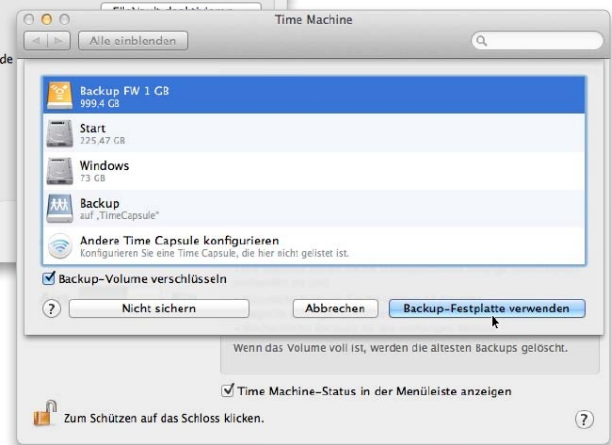 FileVault deaktivieren ...
Time Machine
Alle einblenden
de
Backup FW 1 GB
999,4 GB
Start
225,47 GB
Windows
73 GB
Backup
auf „TimeCapsule"
Andere Time Capsule konfigurieren
Konfigurieren Sie eine Time Capsule, die hier nicht gelistet ist.
Backup-Volume verschlüsseln
? Nicht sichern Abbrechen Backup-Festplatte verwenden
Wenn das Volume voll ist, werden die ältesten Backups gelöscht.
Time Machine-Status in der Menüleiste anzeigen
Zum Schützen auf das Schloss klicken. ?